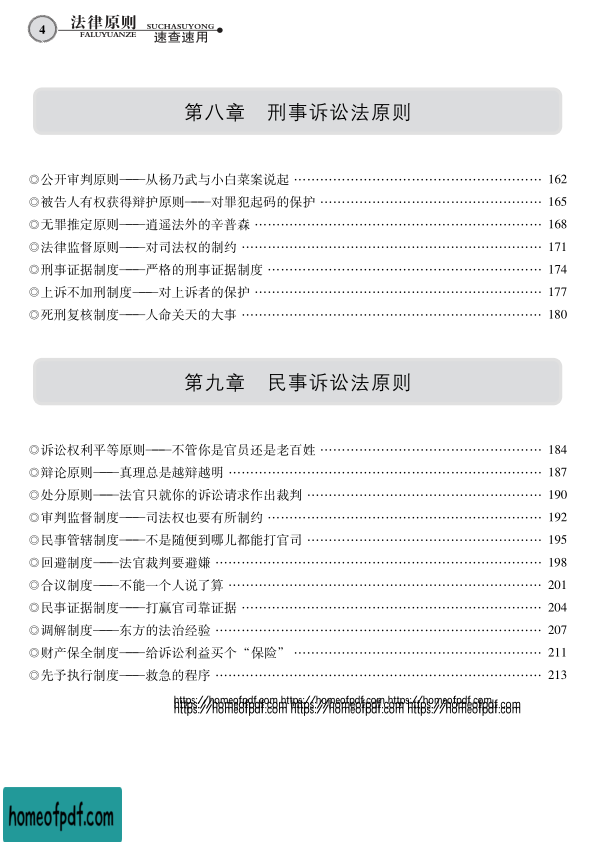 4
法律原则
FALUYUANZE
SUCHASUYONG
速查速用
第八章 刑事诉讼法原则
◎公开审判原则——从杨乃武与小白菜案说起 …………………………………………… 162
◎被告人有权获得辩护原则——对罪犯起码的保护 …………………………………………… 165
◎无罪推定原则——逍遥法外的辛普森 …………………………………………… 168
◎法律监督原则——对司法权的制约 …………………………………………… 171
◎刑事证据制度——严格的刑事证据制度 …………………………………………… 174
◎上诉不加刑制度——对上诉者的保护 …………………………………………… 177
◎死刑复核制度——人命关天的大事 …………………………………………… 180
第九章 民事诉讼法原则
◎诉讼权利平等原则——不管你是官员还是老百姓 …………………………………………… 184
◎辩论原则——真理总是越辩越明 …………………………………………… 187
◎处分原则——法官只就你的诉讼请求作出裁判 …………………………………………… 190
◎审判监督制度——司法权也要有所制约 …………………………………………… 192
◎民事管辖制度——不是随便到哪儿都能打官司 …………………………………………… 195
◎回避制度——法官裁判要避嫌 …………………………………………… 198
◎合议制度——不能一个人说了算 …………………………………………… 201
◎民事证据制度——打赢官司靠证据 …………………………………………… 204
◎调解制度——东方的法治经验 …………………………………………… 207
◎财产保全制度——给诉讼利益买个“保险” …………………………………………… 211
◎先予执行制度——救急的程序 …………………………………………… 213
https://homeofpdf.com https://homeofpdf.com https://homeofpdf.com
https://homeofpdf.com https://homeofpdf.com https://homeofpdf.com
homeofpdf.com